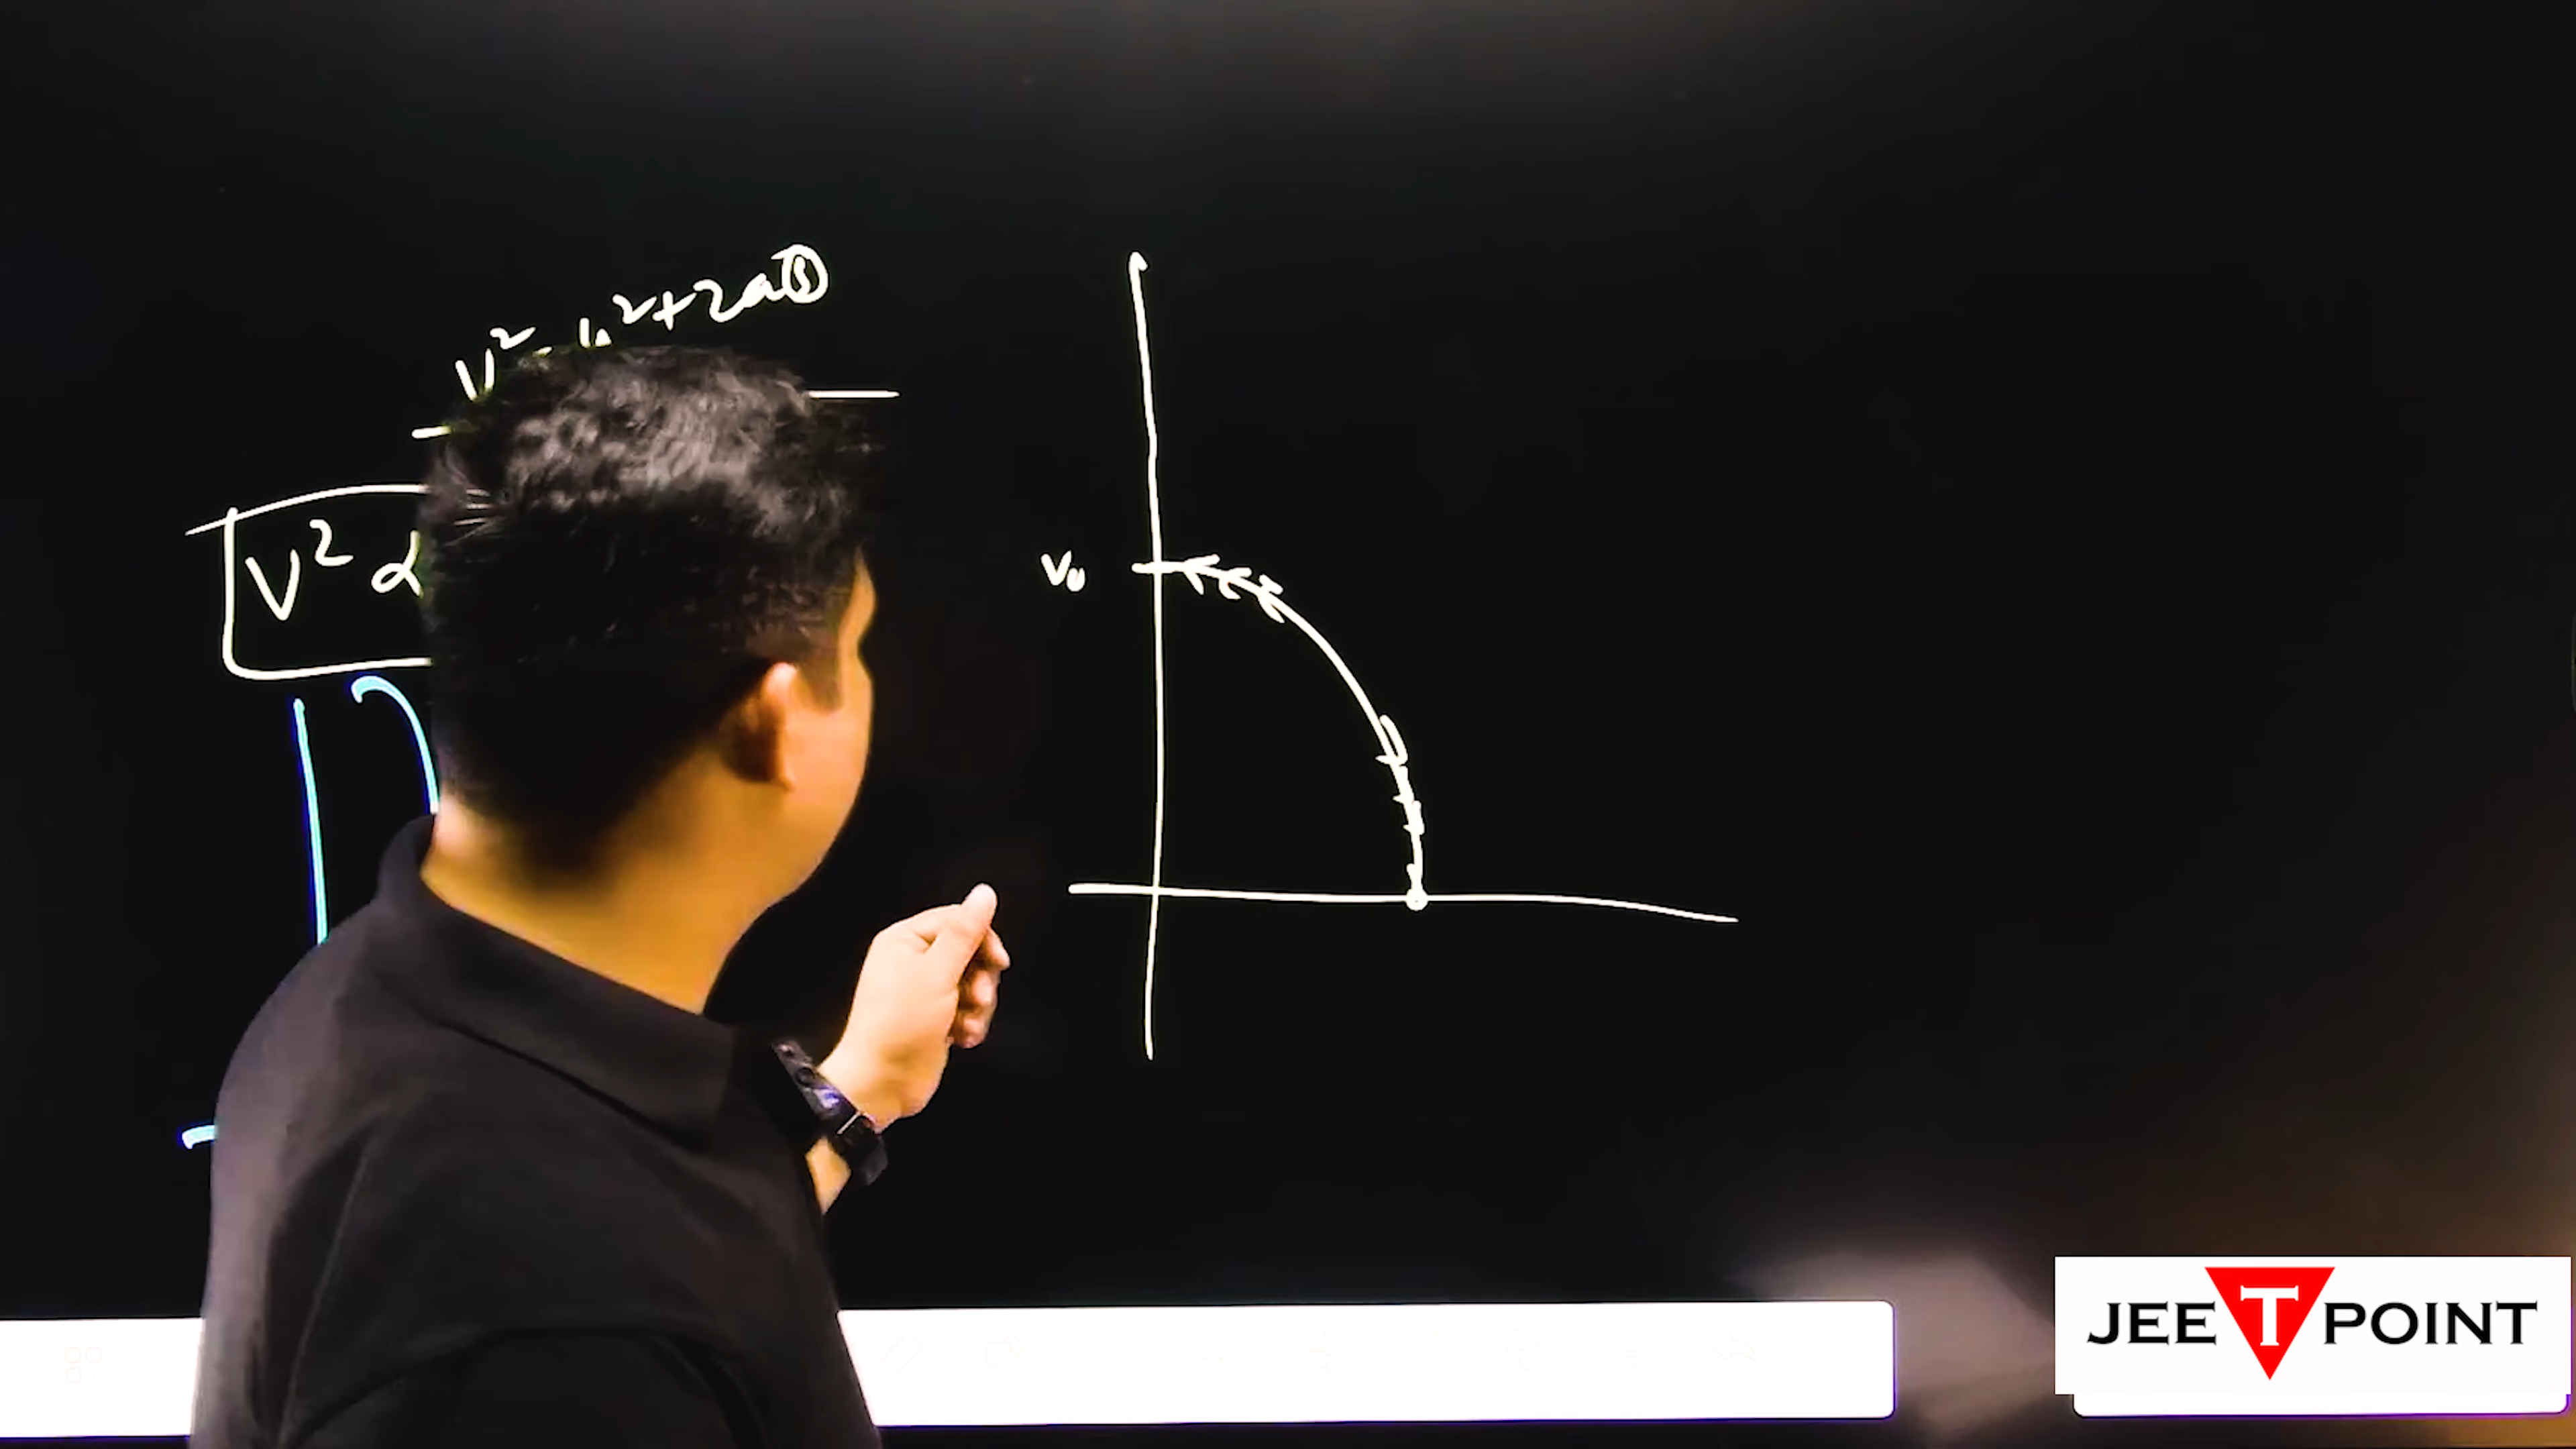 V² = u² + 2as
V² α
v₀
JEE T POINT